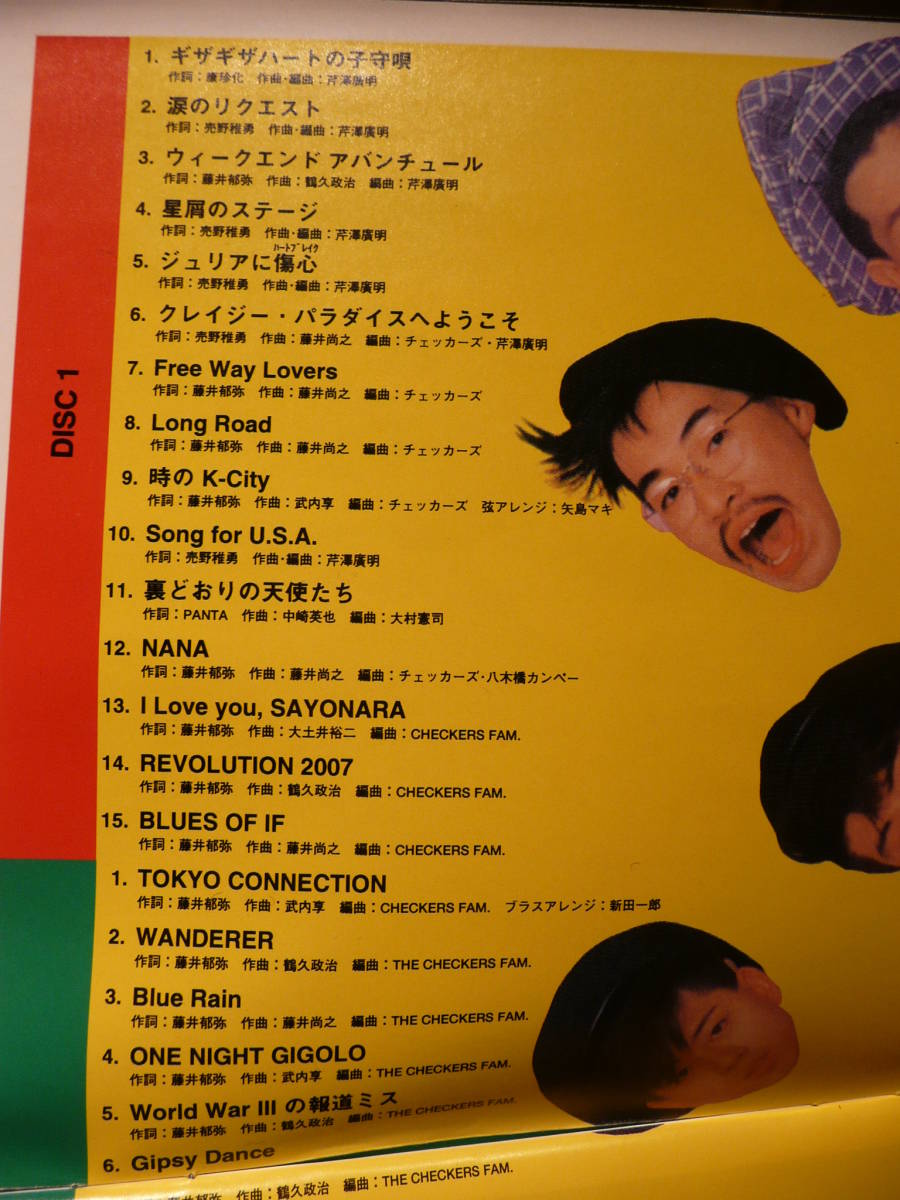 DISC 1
1. ギザギザハートの子守唄
作詞：康珍化 作曲・編曲：芹澤廣明
2. 涙のリクエスト
作詞：売野稚勇 作曲・編曲：芹澤廣明
3. ウィークエンド アバンチュール
作詞：藤井郁弥 作曲：鶴久政治 編曲：芹澤廣明
4. 星屑のステージ
作詞：売野稚勇 作曲・編曲：芹澤廣明
ハートブレイク
5. ジュリアに傷心
作詞：売野稚勇 作曲・編曲：芹澤廣明
6. クレイジー・パラダイスへようこそ
作詞：売野稚勇 作曲：藤井尚之 編曲：チェッカーズ・芹澤廣明
7. Free Way Lovers
作詞：藤井郁弥 作曲：藤井尚之 編曲：チェッカーズ
8. Long Road
作詞：藤井郁弥 作曲：藤井尚之 編曲：チェッカーズ
9. 時の K-City
作詞：藤井郁弥 作曲：武内享 編曲：チェッカーズ 弦アレンジ：矢島マキ
10. Song for U.S.A.
作詞：売野稚勇 作曲・編曲：芹澤廣明
11. 裏どおりの天使たち
作詞：PANTA 作曲：中崎英也 編曲：大村憲司
12. NANA
作詞：藤井郁弥 作曲：藤井尚之 編曲：チェッカーズ・八木橋カンペー
13. I Love you, SAYONARA
作詞：藤井郁弥 作曲：大土井裕二 編曲：CHECKERS FAM.
14. REVOLUTION 2007
作詞：藤井郁弥 作曲：鶴久政治 編曲：CHECKERS FAM.
15. BLUES OF IF
作詞：藤井郁弥 作曲：藤井尚之 編曲：CHECKERS FAM.
1. TOKYO CONNECTION
作詞：藤井郁弥 作曲：武内享 編曲：CHECKERS FAM. ブラスアレンジ：新田一郎
2. WANDERER
作詞：藤井郁弥 作曲：鶴久政治 編曲：THE CHECKERS FAM.
3. Blue Rain
作詞：藤井郁弥 作曲：藤井尚之 編曲：THE CHECKERS FAM.
4. ONE NIGHT GIGOLO
作詞：藤井郁弥 作曲：武内享 編曲：THE CHECKERS FAM.
5. World War III の報道ミス
作詞：藤井郁弥 作曲：鶴久政治 編曲：THE CHECKERS FAM.
6. Gipsy Dance
藤井郁弥 作曲：鶴久政治 編曲：THE CHECKERS FAM.